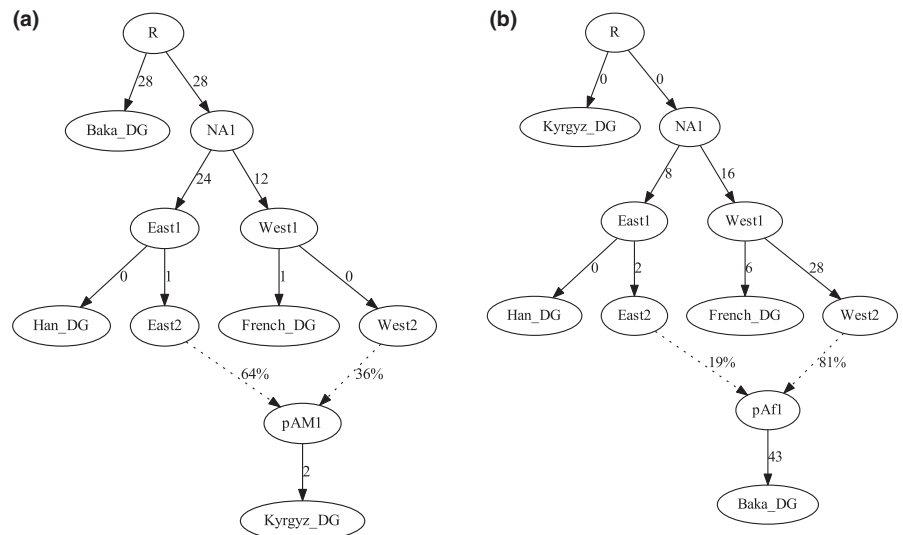 (a)
R
28
28
Baka_DG
NA1
24
12
East1
West1
0
1
1
0
Han_DG
East2
French_DG
West2
64%
36%
pAM1
2
Kyrgyz_DG
(b)
R
0
0
Kyrgyz_DG
NA1
8
16
East1
West1
0
2
6
28
Han_DG
East2
French_DG
West2
19%
81%
pAf1
43
Baka_DG